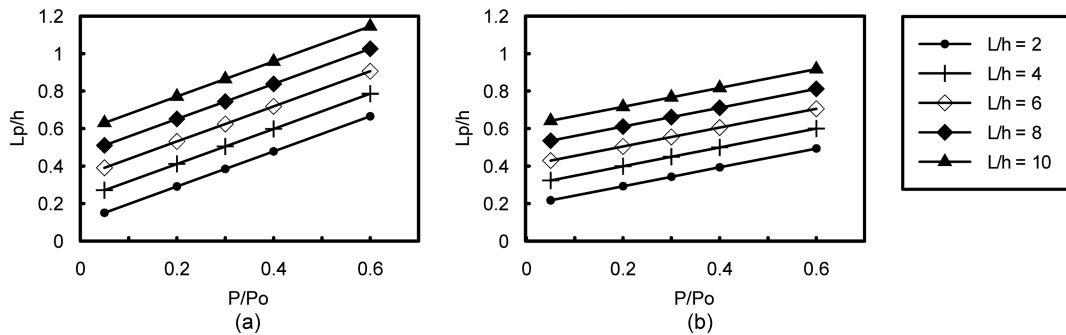 1.2
1
0.8
0.6
0.4
0.2
0
Lp/h
0 0.2 0.4 0.6
P/Po
(a)
1.2
1
0.8
0.6
0.4
0.2
0
Lp/h
0 0.2 0.4 0.6
P/Po
(b)
L/h = 2
L/h = 4
L/h = 6
L/h = 8
L/h = 10